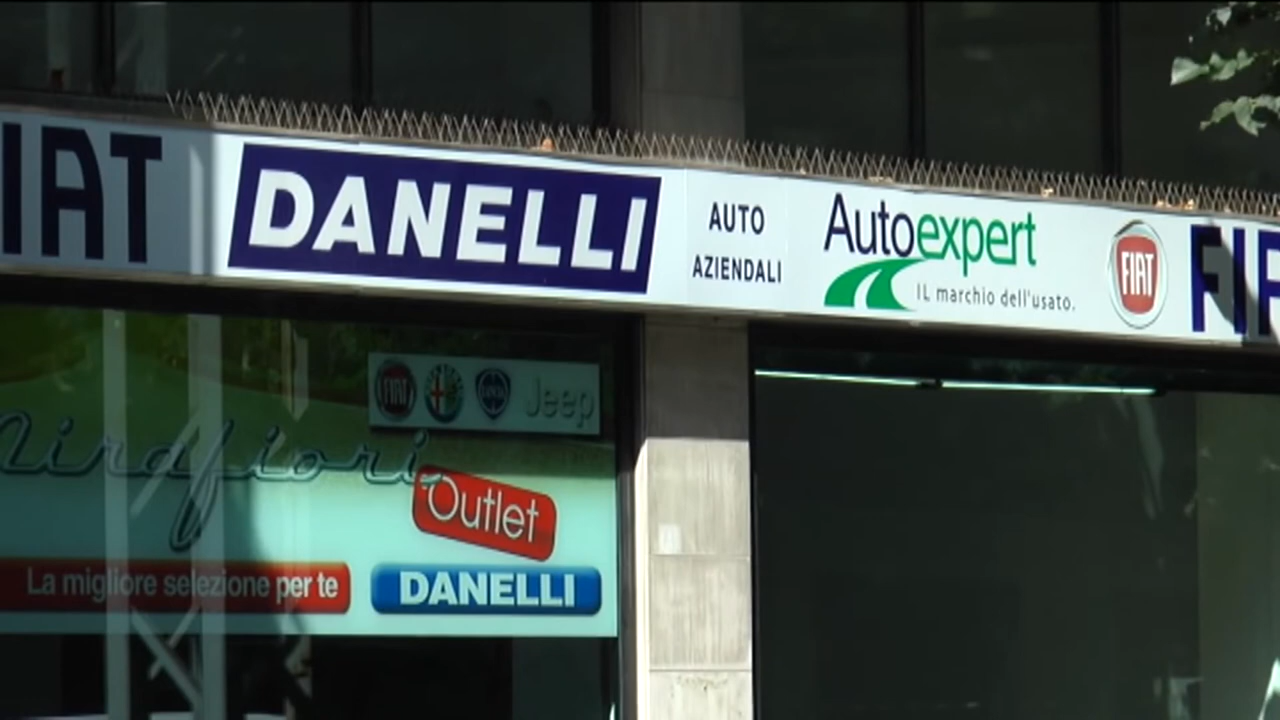 FIAT
DANELLI
AUTO
AZIENDALI
Autoexpert
IL marchio dell'usato.
FIAT
FIA
FIAT
Jeep
Mirafiori
Outlet
La migliore selezione per te
DANELLI